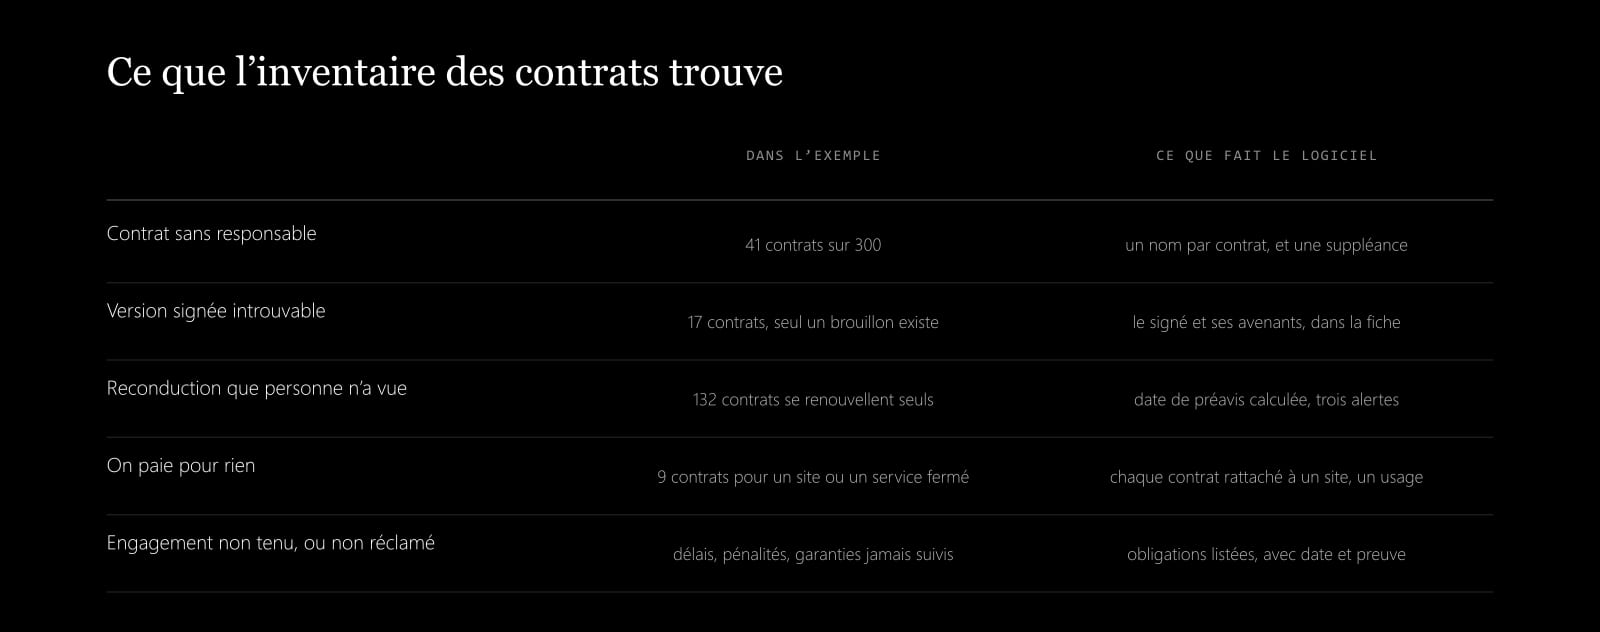 Ce que l’inventaire des contrats trouve
DANS L’EXEMPLE CE QUE FAIT LE LOGICIEL
Contrat sans responsable 41 contrats sur 300 un nom par contrat, et une suppléance
Version signée introuvable 17 contrats, seul un brouillon existe le signé et ses avenants, dans la fiche
Reconduction que personne n’a vue 132 contrats se renouvellent seuls date de préavis calculée, trois alertes
On paie pour rien 9 contrats pour un site ou un service fermé chaque contrat rattaché à un site, un usage
Engagement non tenu, ou non réclamé délais, pénalités, garanties jamais suivis obligations listées, avec date et preuve